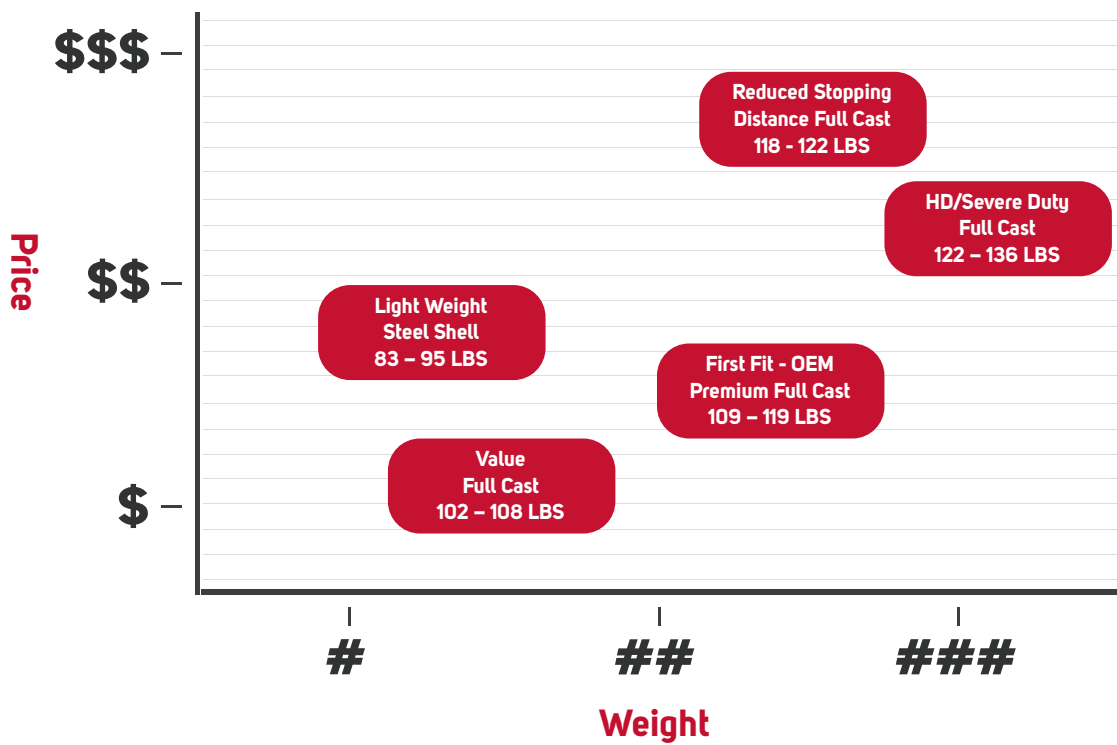 $$$
Reduced Stopping
Distance Full Cast
118 - 122 LBS
HD/Severe Duty
Full Cast
122 – 136 LBS
Price
$$
Light Weight
Steel Shell
83 – 95 LBS
First Fit - OEM
Premium Full Cast
109 – 119 LBS
Value
Full Cast
102 – 108 LBS
$
#
##
###
Weight